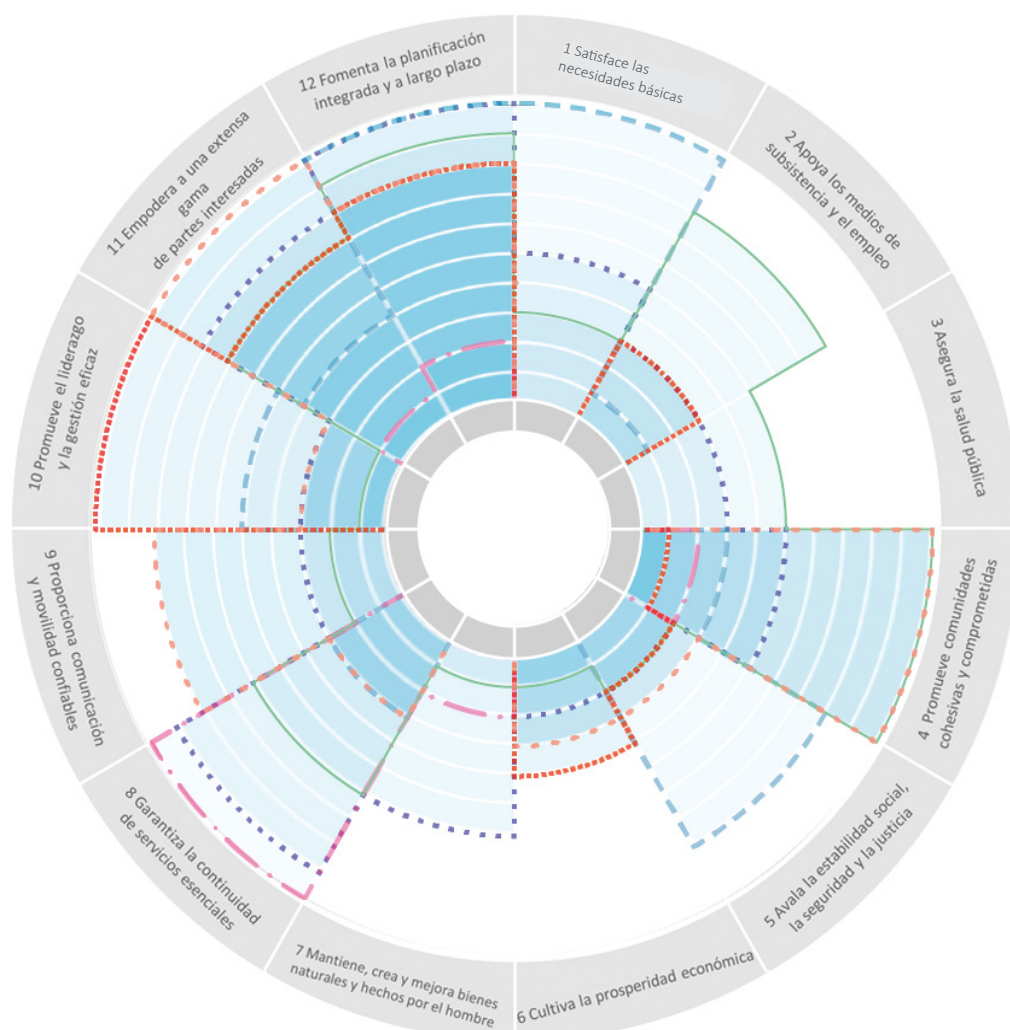 1 Satisface las
necesidades básicas
2 Apoya los medios de
subsistencia y el empleo
3 Asegura la salud pública
4 Promueve comunidades
cohesivas y comprometidas
5 Avala la estabilidad social,
la seguridad y la justicia
6 Cultiva la prosperidad económica
7 Mantiene, crea y mejora bienes
naturales y hechos por el hombre
8 Garantiza la continuidad
de servicios esenciales
9 Proporciona comunicación
y movilidad confiables
10 Promueve el liderazgo
y la gestión eficaz
11 Empodera a una extensa
gama
de partes interesadas
12 Fomenta la planificación
integrada y a largo plazo